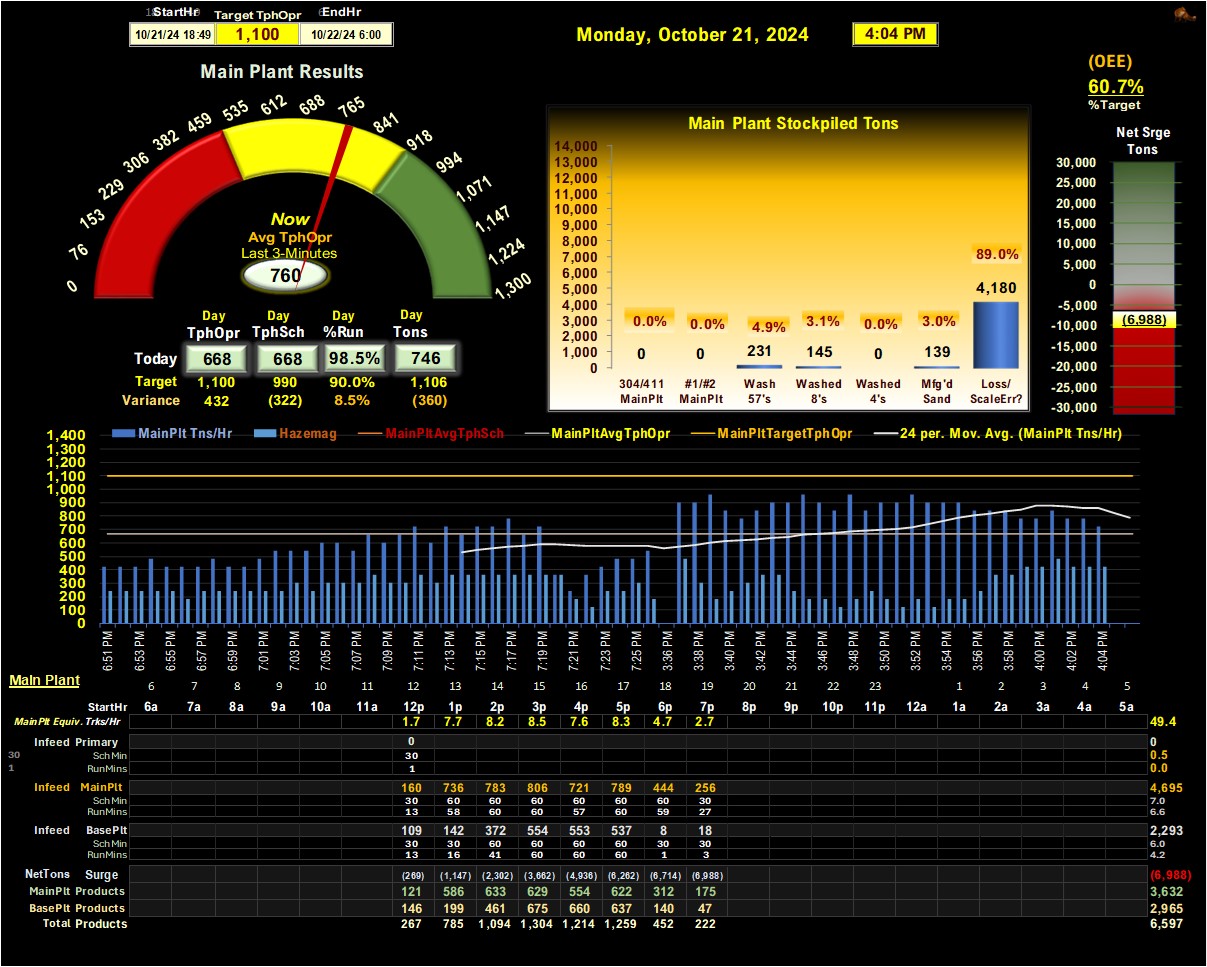 StartHr Target TphOpr EndHr
10/21/24 18:49 1,100 10/22/24 6:00
Monday, October 21, 2024 4:04 PM
Main Plant Results
0 76 153 229 306 382 459 535 612 688 765 841 918 994 1,071 1,147 1,224 1,300
Now
Avg TphOpr
Last 3-Minutes
760
Day Day Day Day
TphOpr TphSch %Run Tons
Today 668 668 98.5% 746
Target 1,100 990 90.0% 1,106
Variance 432 (322) 8.5% (360)
Main Plant Stockpiled Tons
14,000
13,000
12,000
11,000
10,000
9,000
8,000
7,000
6,000
5,000
4,000
3,000
2,000
1,000
0
0.0% 0.0% 4.9% 3.1% 0.0% 3.0% 89.0%
0 0 231 145 0 139 4,180
304/411 #1/#2 Wash Washed Washed Mfg'd Loss/
MainPlt MainPlt 57's 8's 4's Sand ScaleErr?
(OEE)
60.7%
%Target
Net Srge
Tons
30,000
25,000
20,000
15,000
10,000
5,000
0
-5,000
(6,988)
-10,000
-15,000
-20,000
-25,000
-30,000
MainPlt Tns/Hr Hazemag MainPltAvgTphSch MainPltAvgTphOpr MainPltTargetTphOpr 24 per. Mov. Avg. (MainPlt Tns/Hr)
1,400
1,300
1,200
1,100
1,000
900
800
700
600
500
400
300
200
100
0
6:51 PM 6:53 PM 6:55 PM 6:57 PM 6:59 PM 7:01 PM 7:03 PM 7:05 PM 7:07 PM 7:09 PM 7:11 PM 7:13 PM 7:15 PM 7:17 PM 7:19 PM 7:21 PM 7:23 PM 7:25 PM 3:36 PM 3:38 PM 3:40 PM 3:42 PM 3:44 PM 3:46 PM 3:48 PM 3:50 PM 3:52 PM 3:54 PM 3:56 PM 3:58 PM 4:00 PM 4:02 PM 4:04 PM
Main Plant
6 7 8 9 10 11 12 13 14 15 16 17 18 19 20 21 22 23 1 2 3 4 5
StartHr 6a 7a 8a 9a 10a 11a 12p 1p 2p 3p 4p 5p 6p 7p 8p 9p 10p 11p 12a 1a 2a 3a 4a 5a
MainPlt Equiv. Trks/Hr 1.7 7.7 8.2 8.5 7.6 8.3 4.7 2.7 49.4
Infeed Primary 0 0
30 SchMin 30 0.5
1 RunMins 1 0.0
Infeed MainPlt 160 736 783 806 721 789 444 256 4,695
SchMin 30 60 60 60 60 60 60 30 7.0
RunMins 13 58 60 60 57 60 59 27 6.6
Infeed BasePlt 109 142 372 554 553 537 8 18 2,293
SchMin 30 30 60 60 60 60 30 30 6.0
RunMins 13 16 41 60 60 60 1 3 4.2
NetTons Surge (269) (1,147) (2,302) (3,662) (4,936) (6,262) (6,714) (6,988) (6,988)
MainPlt Products 121 586 633 629 554 622 312 175 3,632
BasePlt Products 146 199 461 675 660 637 140 47 2,965
Total Products 267 785 1,094 1,304 1,214 1,259 452 222 6,597